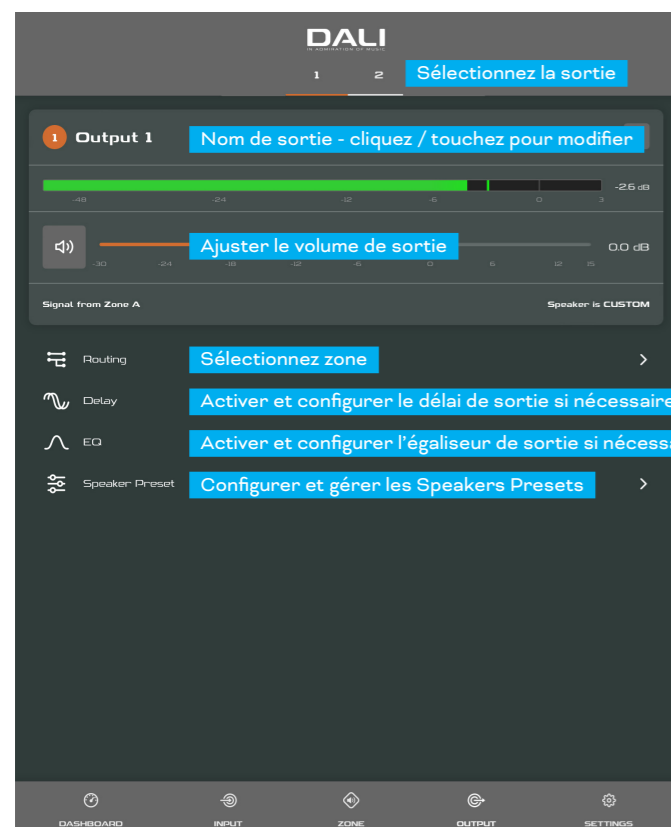 DALI
IN ADMIRATION OF MUSIC
1 2 Sélectionnez la sortie
1 Output 1 Nom de sortie - cliquez / touchez pour modifier
-2.6 dB
-48 -24 -12 -6 0 3
Ajuster le volume de sortie 0.0 dB
-30 -24 -18 -12 -6 0 6 12 15
Signal from Zone A Speaker is CUSTOM
Routing Sélectionnez zone
Delay Activer et configurer le délai de sortie si nécessaire
EQ Activer et configurer l'égaliseur de sortie si nécess
Speaker Preset Configurer et gérer les Speakers Presets
DASHBOARD INPUT ZONE OUTPUT SETTINGS